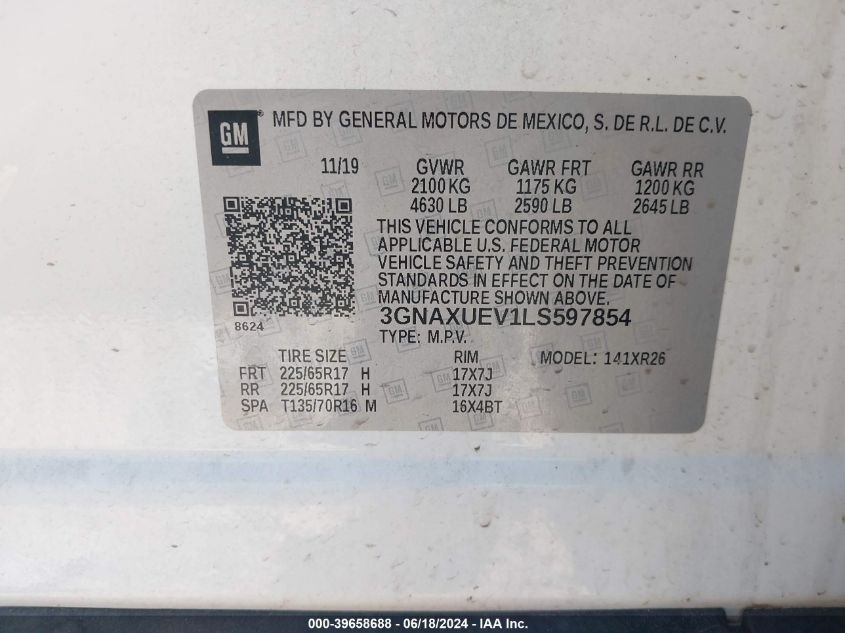 GM® MFD BY GENERAL MOTORS DE MEXICO, S. DE R.L. DE C.V.
11/19 GVWR GAWR FRT GAWR RR
2100 KG 1175 KG 1200 KG
4630 LB 2590 LB 2645 LB
THIS VEHICLE CONFORMS TO ALL
APPLICABLE U.S. FEDERAL MOTOR
VEHICLE SAFETY AND THEFT PREVENTION
STANDARDS IN EFFECT ON THE DATE OF
MANUFACTURE SHOWN ABOVE.
8624 3GNAXUEV1LS597854
TYPE: M.P.V.
TIRE SIZE RIM MODEL: 141XR26
FRT 225/65R17 H 17X7J
RR 225/65R17 H 17X7J
SPA T135/70R16 M 16X4BT
000-39658688 - 06/18/2024 - IAA Inc.